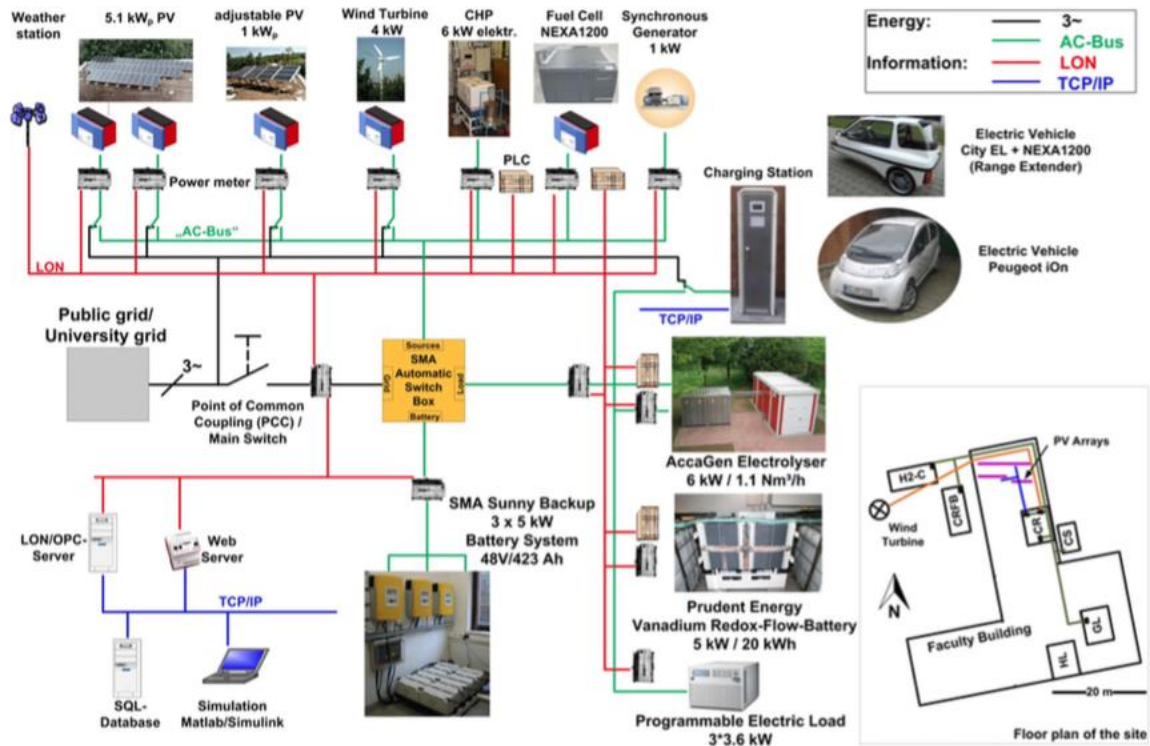 Weather
station
5.1 kWp PV
adjustable PV
1 kWp
Wind Turbine
4 kW
CHP
6 kW elektr.
Fuel Cell
NEXA1200
Synchronous
Generator
1 kW
Energy:
3~
AC-Bus
Information:
LON
TCP/IP
Power meter
PLC
Charging Station
Electric Vehicle
City EL + NEXA1200
(Range Extender)
„AC-Bus“
LON
Electric Vehicle
Peugeot iOn
TCP/IP
Public grid/
University grid
3~
Point of Common
Coupling (PCC) /
Main Switch
Sources
SMA
Automatic
Switch
Box
Grid
Load
Battery
AccaGen Electrolyser
6 kW / 1.1 Nm³/h
SMA Sunny Backup
3 x 5 kW
Battery System
48V/423 Ah
LON/OPC-
Server
Web
Server
TCP/IP
SQL-
Database
Simulation
Matlab/Simulink
Prudent Energy
Vanadium Redox-Flow-Battery
5 kW / 20 kWh
Programmable Electric Load
3*3.6 kW
PV Arrays
H2-C
CRFB
CR
CS
Wind
Turbine
N
Faculty Building
GL
HL
20 m
Floor plan of the site